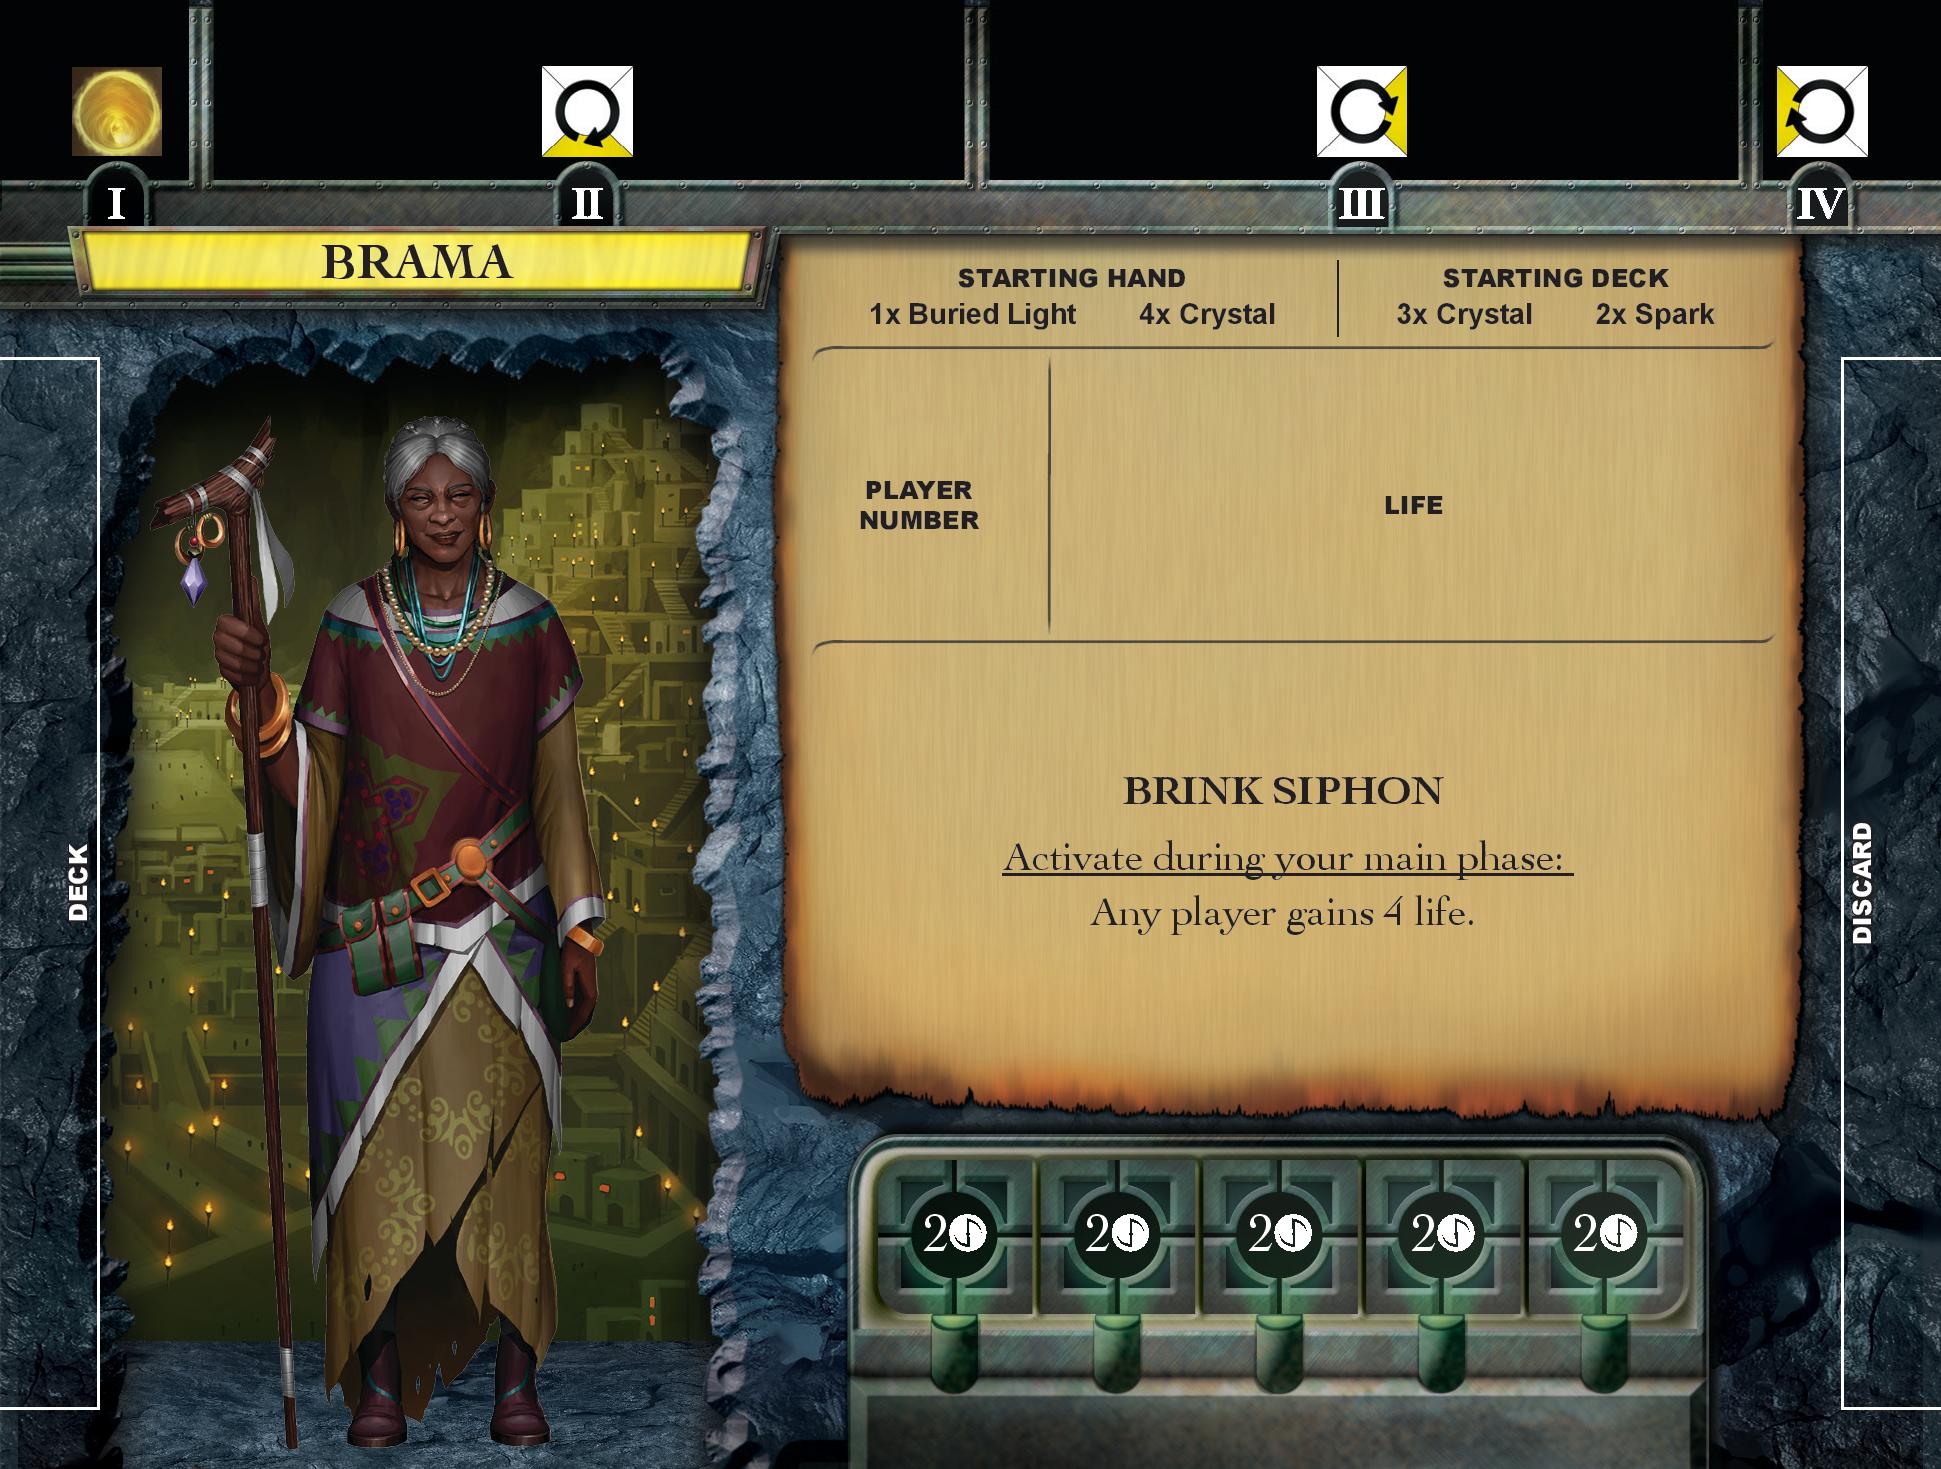 I
II
III
IV
BRAMA
STARTING HAND
1x Buried Light 4x Crystal
STARTING DECK
3x Crystal 2x Spark
PLAYER
NUMBER
LIFE
BRINK SIPHON
Activate during your main phase:
Any player gains 4 life.
DECK
DISCARD
2 2 2 2 2